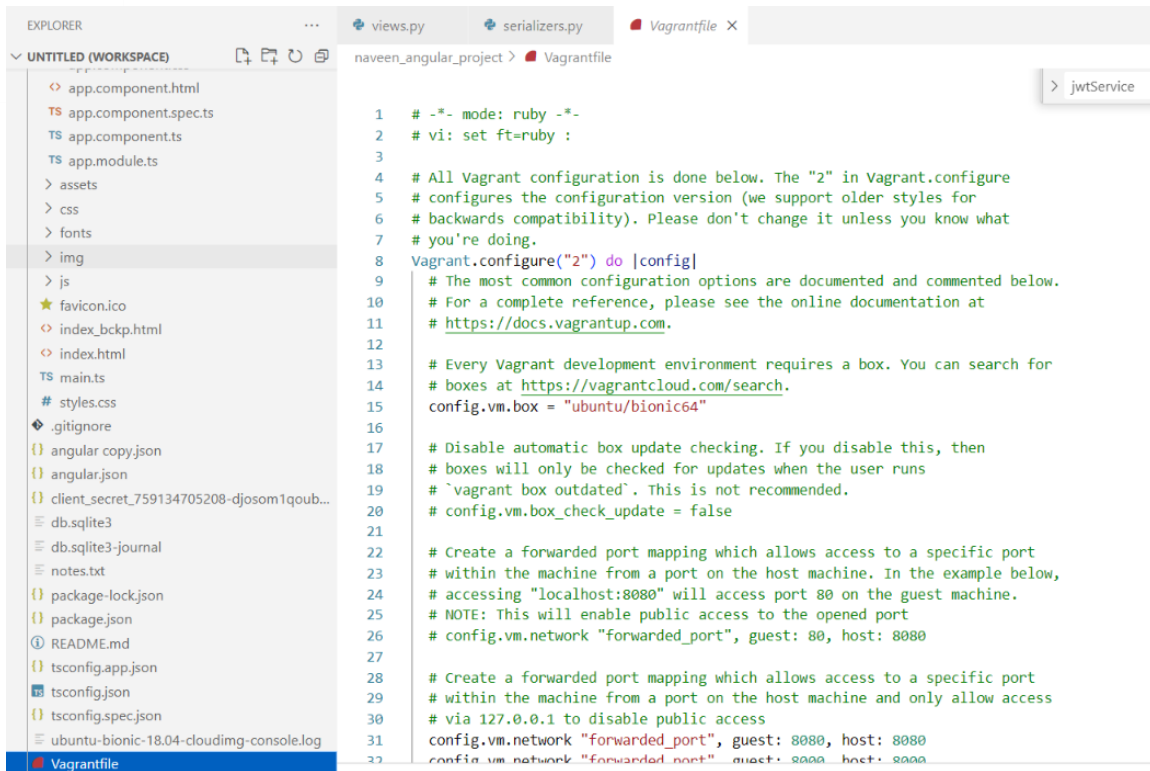 EXPLORER
...
UNTITLED (WORKSPACE)
app.component.html
TS app.component.spec.ts
TS app.component.ts
TS app.module.ts
> assets
> css
> fonts
> img
> js
favicon.ico
<> index_bckp.html
<> index.html
TS main.ts
# styles.css
.gitignore
{} angular copy.json
{} angular.json
{} client_secret_759134705208-djosom1qoub...
db.sqlite3
db.sqlite3-journal
notes.txt
{} package-lock.json
{} package.json
README.md
{} tsconfig.app.json
TS tsconfig.json
{} tsconfig.spec.json
ubuntu-bionic-18.04-cloudimg-console.log
Vagrantfile
views.py
serializers.py
Vagrantfile
naveen_angular_project > Vagrantfile
> jwtService
1 # -*- mode: ruby -*-
2 # vi: set ft=ruby :
3
4 # All Vagrant configuration is done below. The "2" in Vagrant.configure
5 # configures the configuration version (we support older styles for
6 # backwards compatibility). Please don't change it unless you know what
7 # you're doing.
8 Vagrant.configure("2") do |config|
9 # The most common configuration options are documented and commented below.
10 # For a complete reference, please see the online documentation at
11 # https://docs.vagrantup.com.
12
13 # Every Vagrant development environment requires a box. You can search for
14 # boxes at https://vagrantcloud.com/search.
15 config.vm.box = "ubuntu/bionic64"
16
17 # Disable automatic box update checking. If you disable this, then
18 # boxes will only be checked for updates when the user runs
19 # `vagrant box outdated`. This is not recommended.
20 # config.vm.box_check_update = false
21
22 # Create a forwarded port mapping which allows access to a specific port
23 # within the machine from a port on the host machine. In the example below,
24 # accessing "localhost:8080" will access port 80 on the guest machine.
25 # NOTE: This will enable public access to the opened port
26 # config.vm.network "forwarded_port", guest: 80, host: 8080
27
28 # Create a forwarded port mapping which allows access to a specific port
29 # within the machine from a port on the host machine and only allow access
30 # via 127.0.0.1 to disable public access
31 config.vm.network "forwarded_port", guest: 8080, host: 8080
32 config.vm.network "forwarded_port", guest: 8000, host: 8000